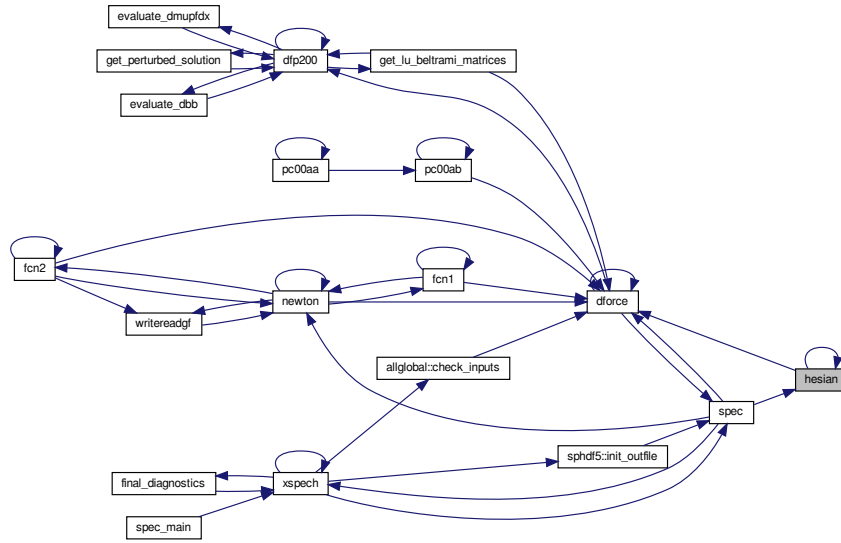 evaluate_dmupfdx
get_perturbed_solution
dfp200
get_lu_beltrami_matrices
evaluate_dbb
pc00aa
pc00ab
fcn2
fcn1
newton
dforce
writereadgf
allglobal::check_inputs
hesian
spec
sphdf5::init_outfile
final_diagnostics
xspech
spec_main